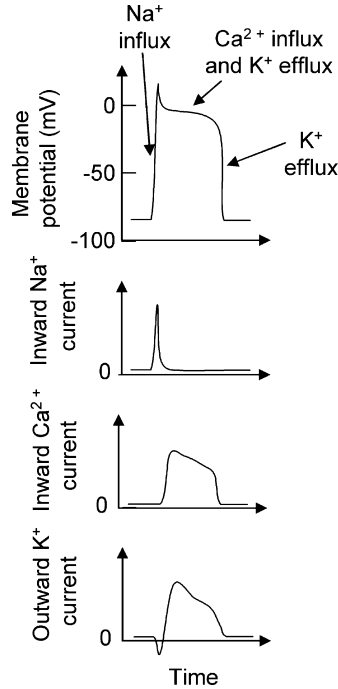 Na⁺
influx
Ca²⁺ influx
and K⁺ efflux
K⁺
efflux
Membrane
potential (mV)
0
-50
-100
Inward Na⁺
current
0
Inward Ca²⁺
current
0
Outward K⁺
current
0
Time